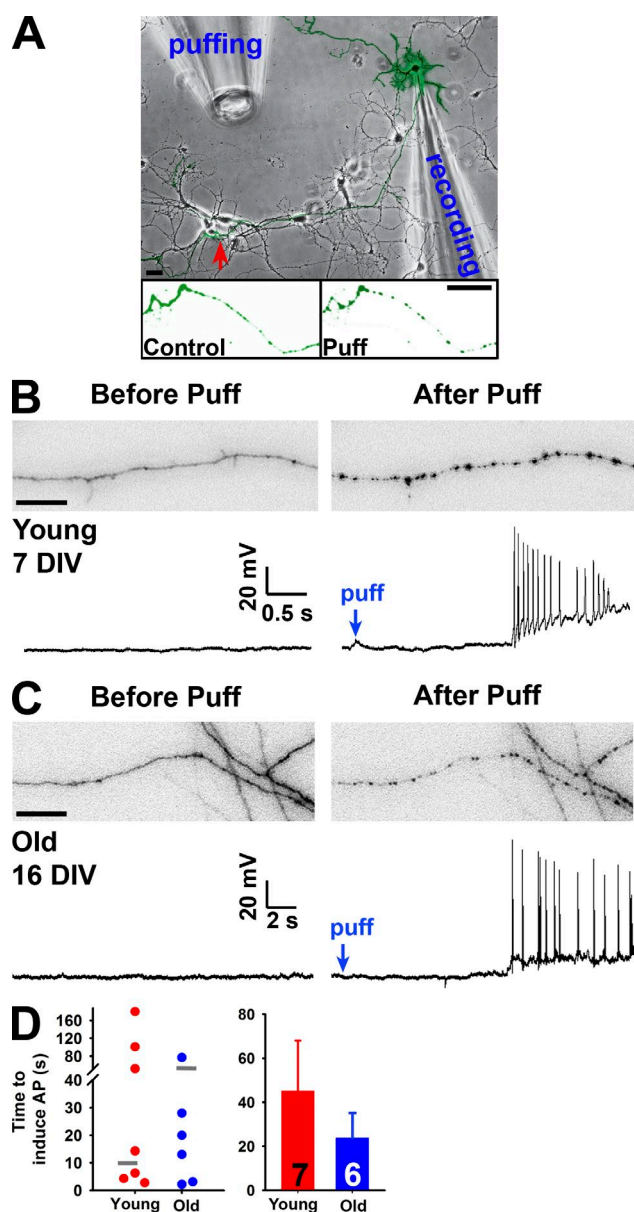 A
puffing
recording
Control
Puff
B
Before Puff
After Puff
Young
7 DIV
20 mV
0.5 s
puff
C
Before Puff
After Puff
Old
16 DIV
20 mV
2 s
puff
D
Time to
induce AP (s)
160
120
80
40
30
20
10
0
Young
Old
80
60
40
20
0
7
6
Young
Old